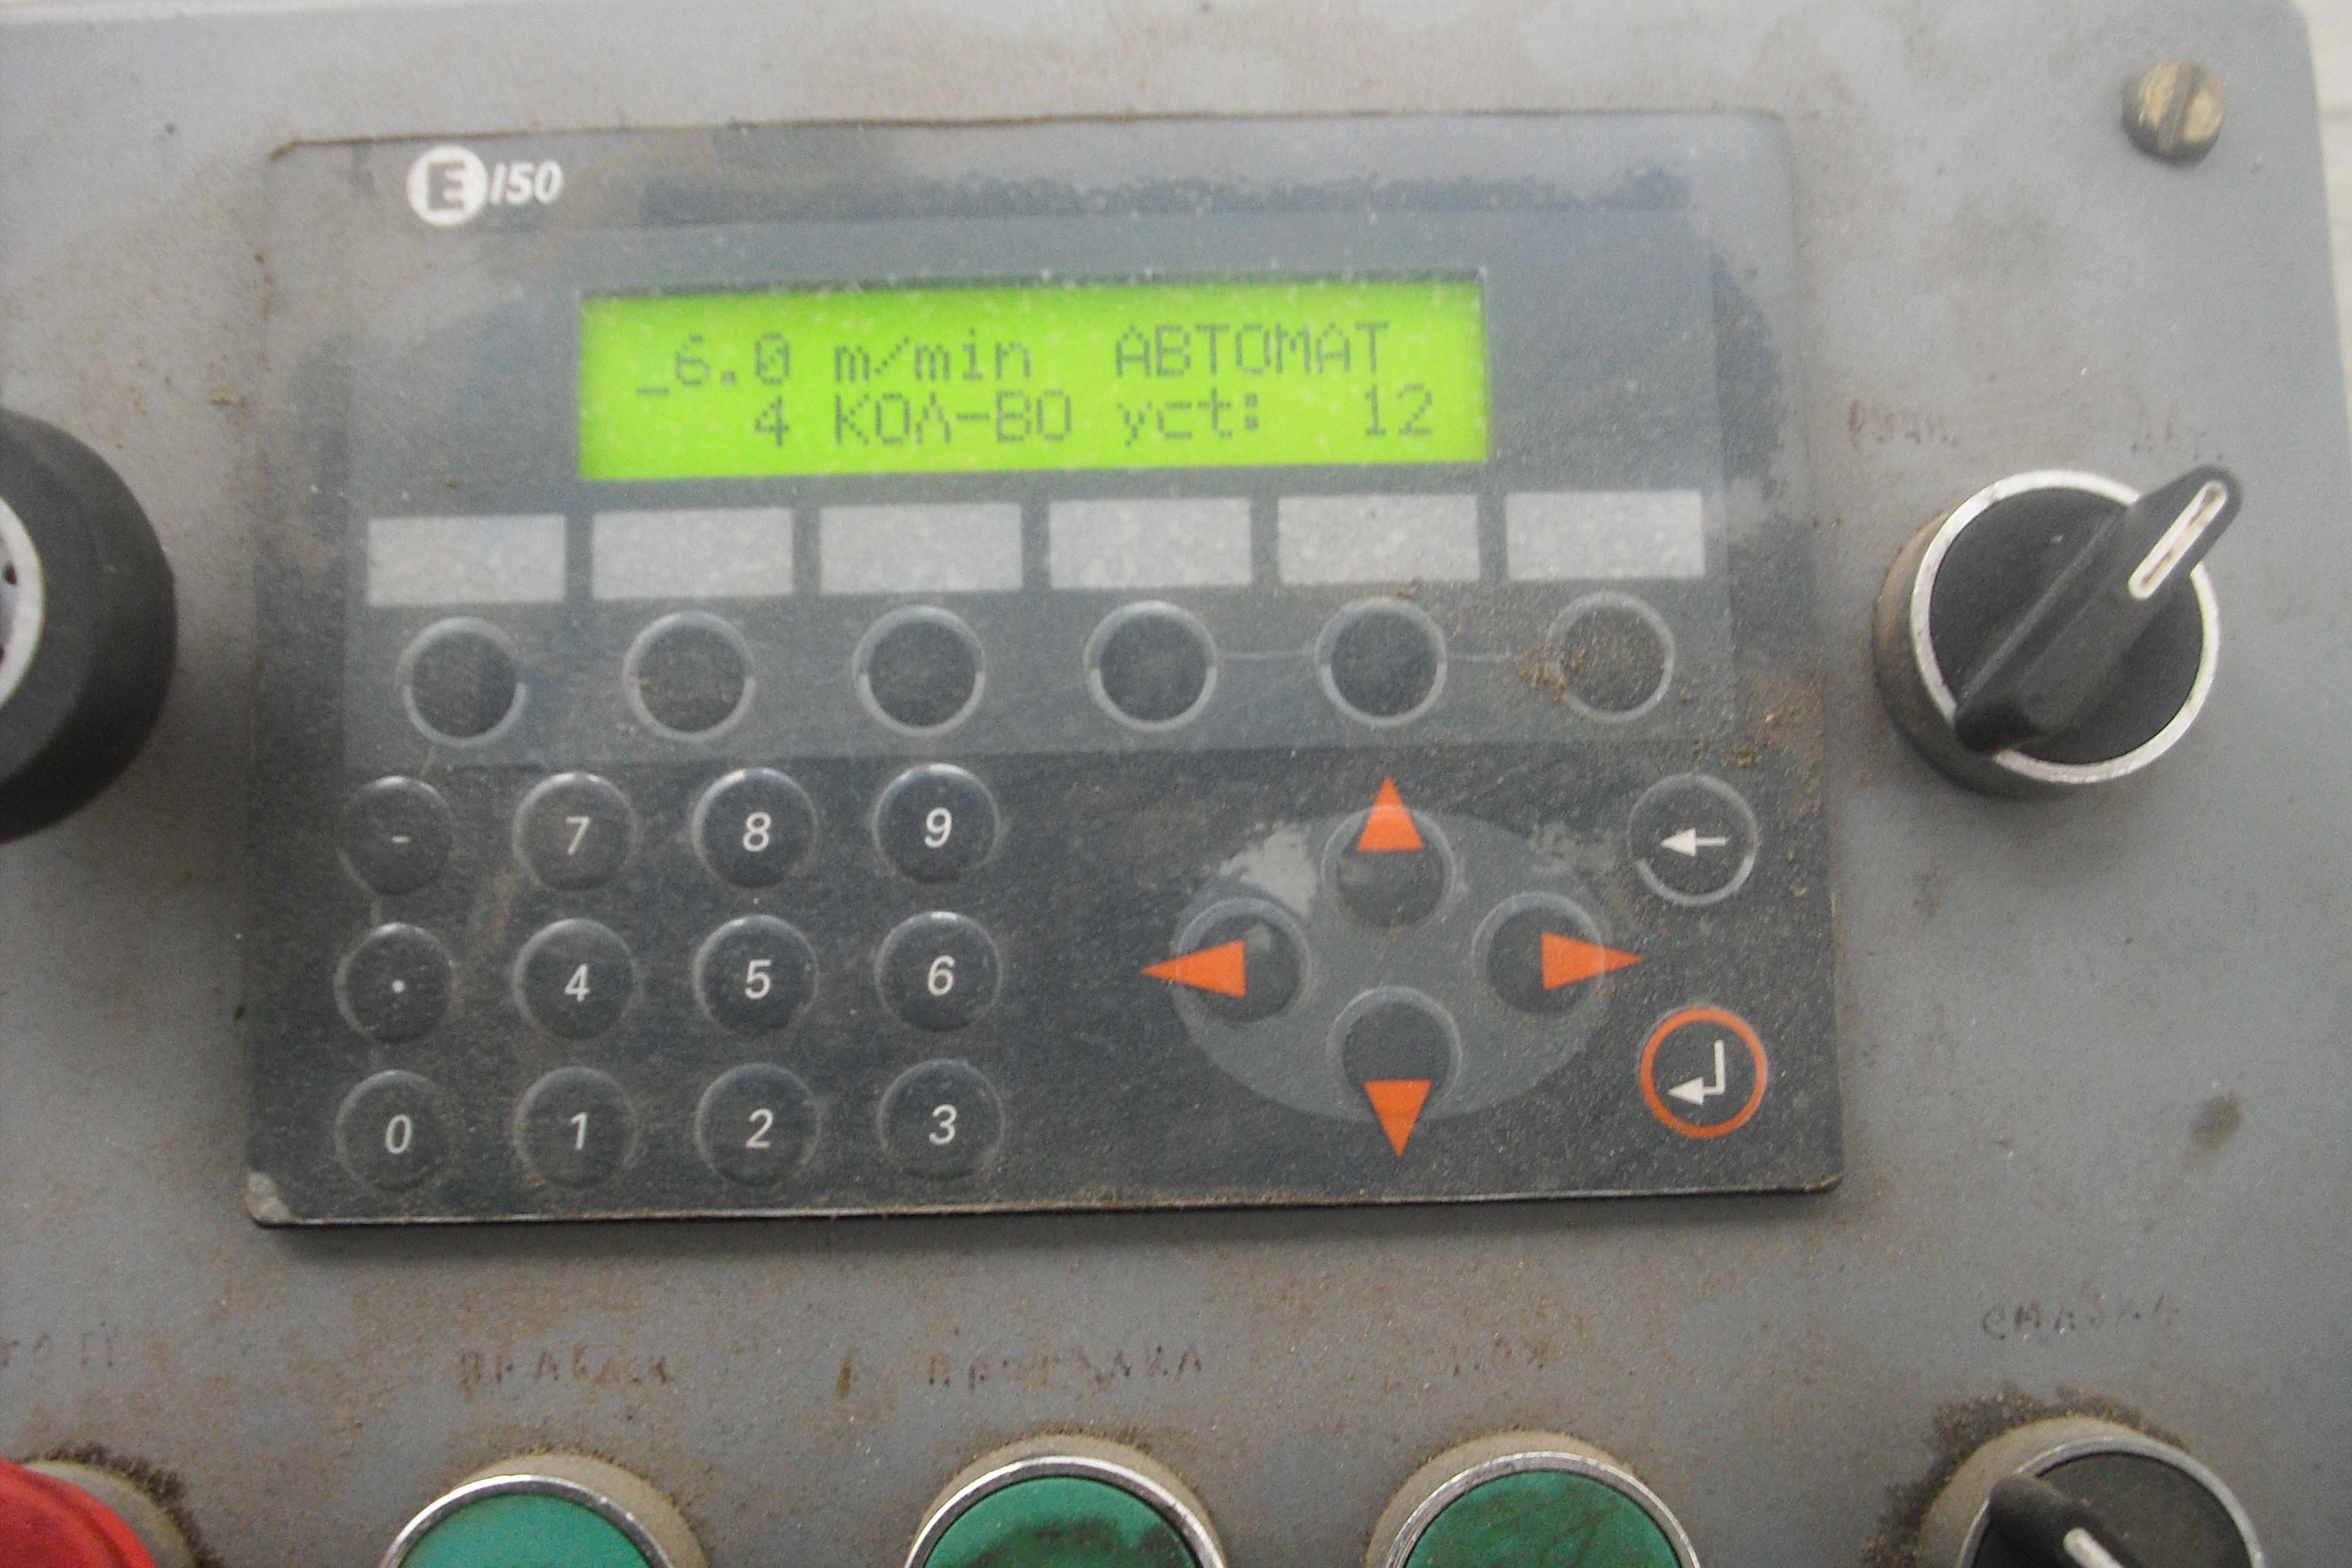 E150
_6.0 m/min АВТОМАТ
4 КОЛ-ВО уст: 12
- 7 8 9
. 4 5 6
0 1 2 3
СМАЗКА